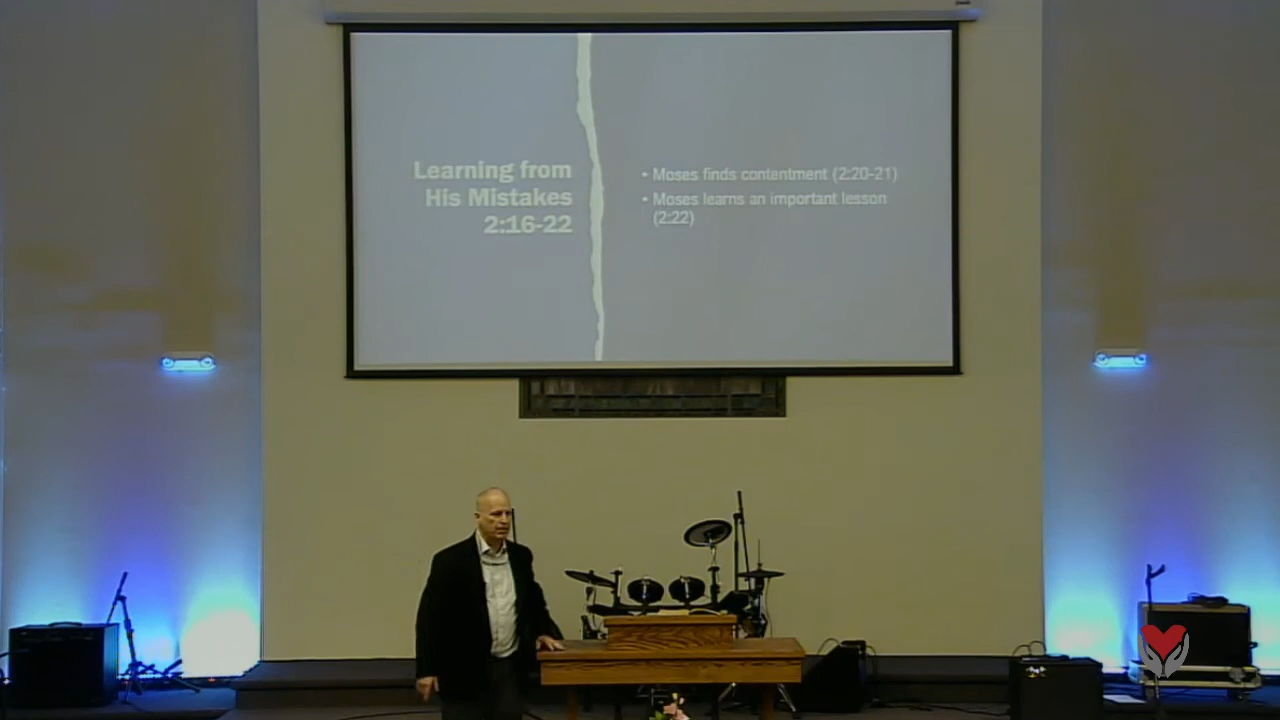 Learning from
His Mistakes
2:16-22
• Moses finds contentment (2:20-21)
• Moses learns an important lesson
(2:22)